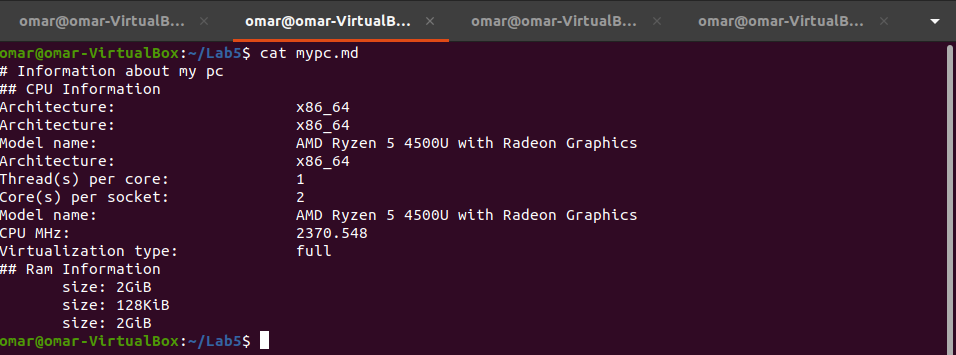 omar@omar-VirtualB... × omar@omar-VirtualB... × omar@omar-VirtualB... × omar@omar-VirtualB... ×
omar@omar-VirtualBox:~/Lab5$ cat mypc.md
# Information about my pc
## CPU Information
Architecture:                    x86_64
Architecture:                    x86_64
Model name:                      AMD Ryzen 5 4500U with Radeon Graphics
Architecture:                    x86_64
Thread(s) per core:              1
Core(s) per socket:              2
Model name:                      AMD Ryzen 5 4500U with Radeon Graphics
CPU MHz:                         2370.548
Virtualization type:             full
## Ram Information
       size: 2GiB
       size: 128KiB
       size: 2GiB
omar@omar-VirtualBox:~/Lab5$